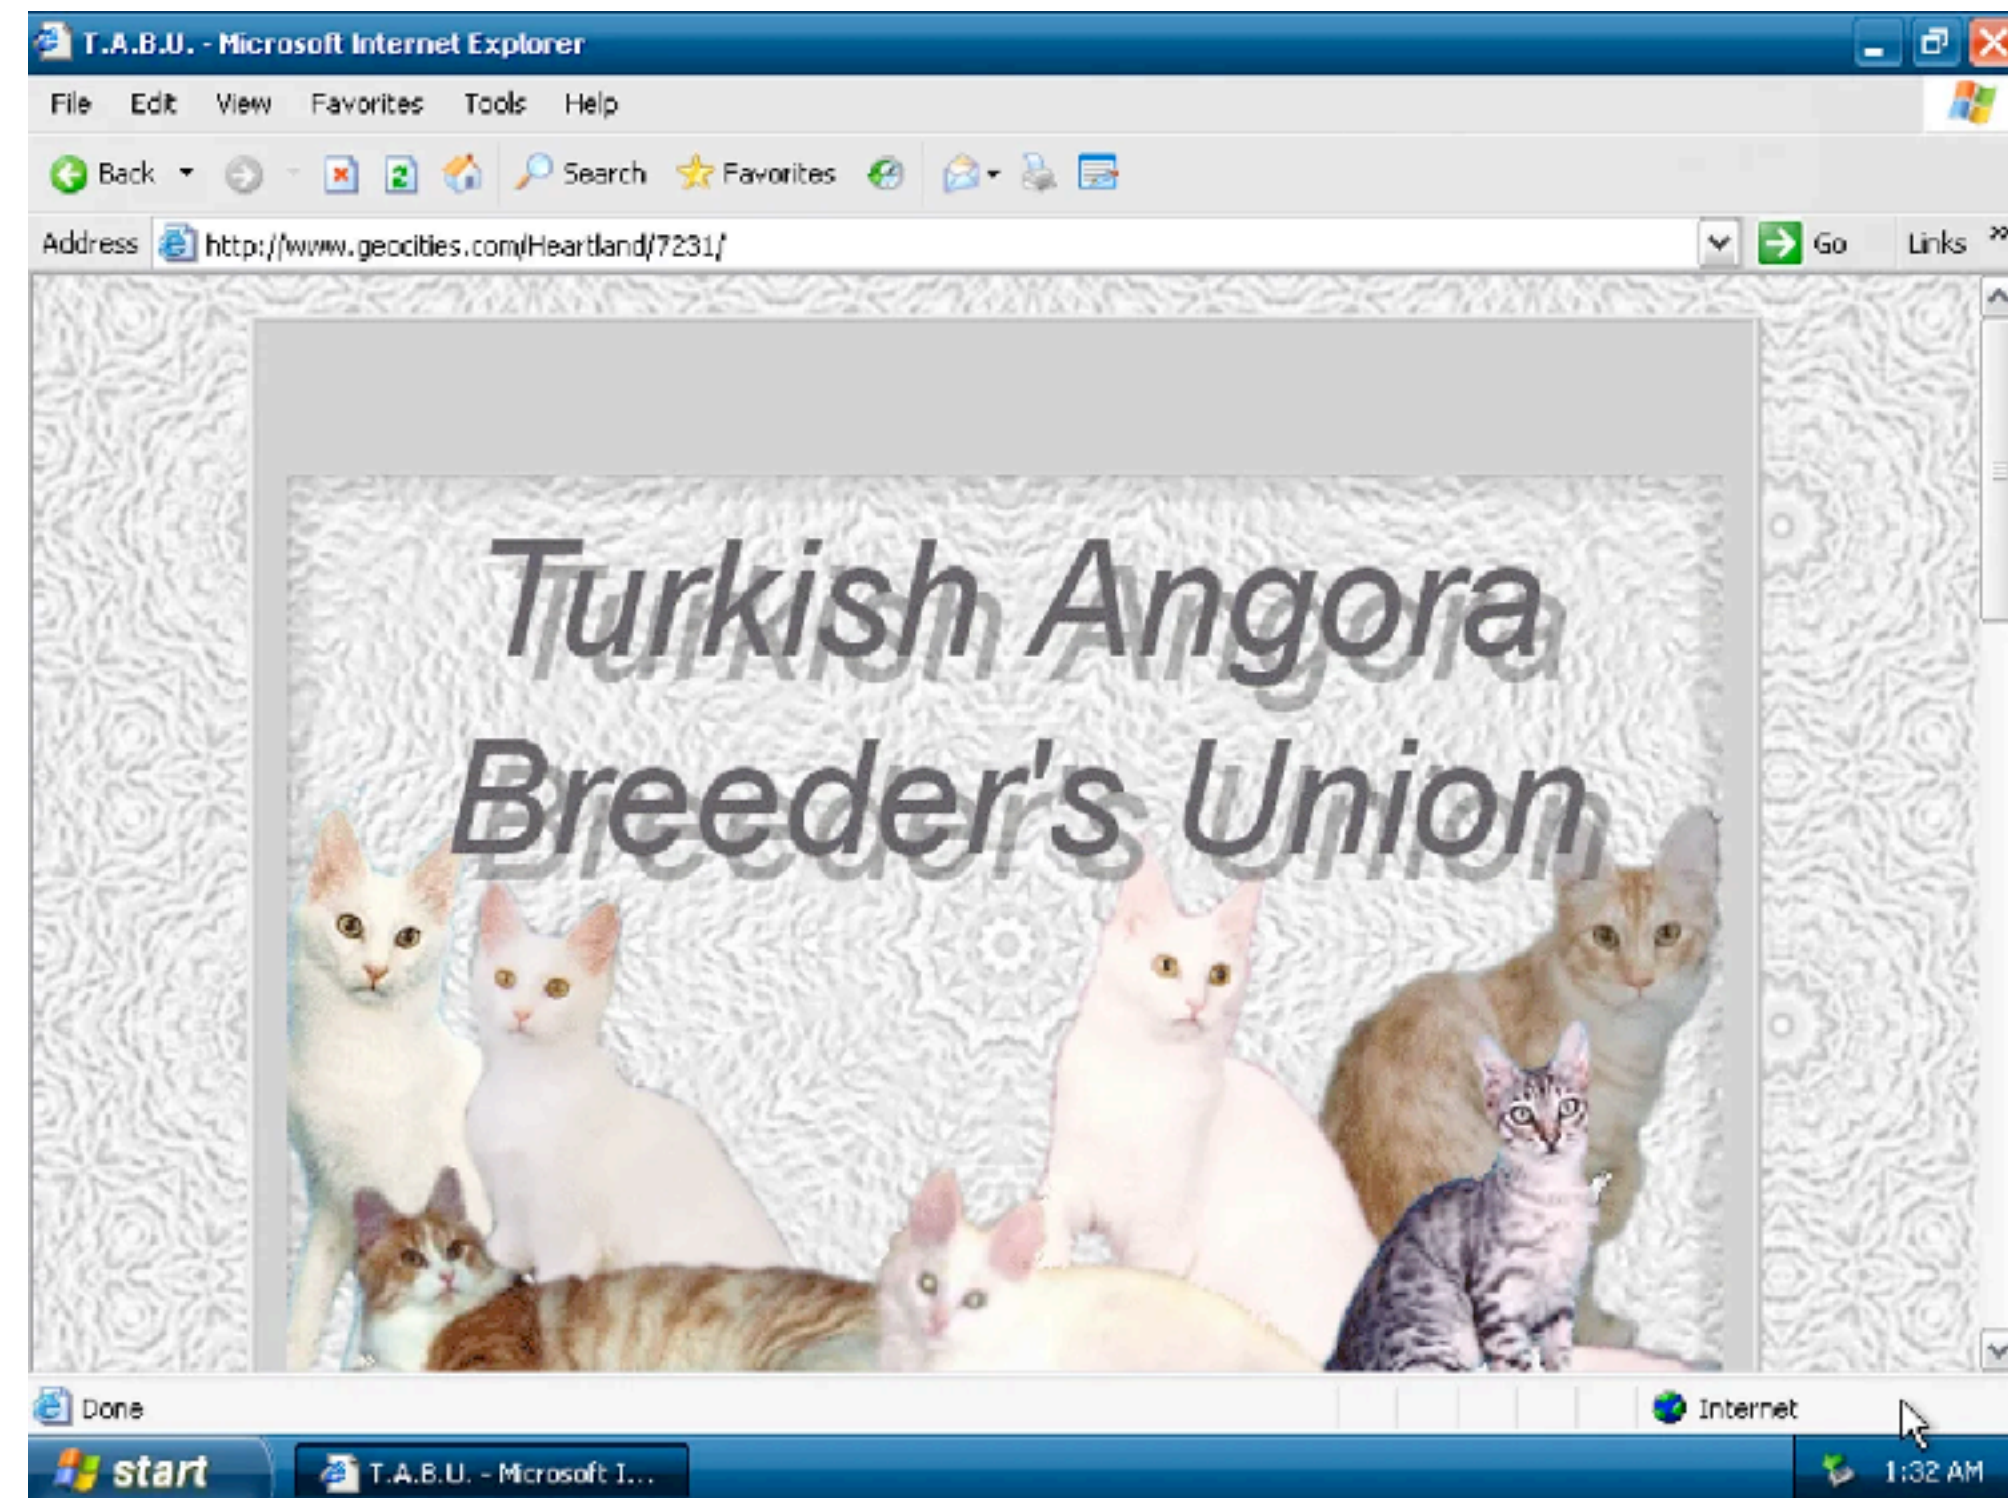 T.A.B.U. - Microsoft Internet Explorer
File Edit View Favorites Tools Help
Back Search Favorites
Address http://www.geocities.com/Heartland/7231/ Go Links »
Turkish Angora
Breeder's Union
Done Internet
start T.A.B.U. - Microsoft I... 1:32 AM